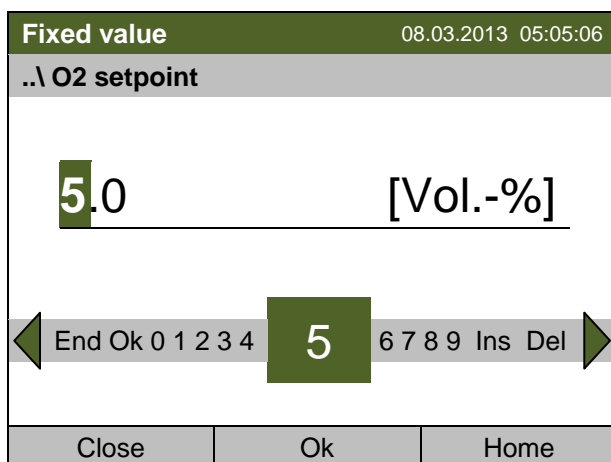 Fixed value 08.03.2013 05:05:06
..\ O2 setpoint
5.0 [Vol.-%]
End Ok 0 1 2 3 4 5 6 7 8 9 Ins Del
Close Ok Home